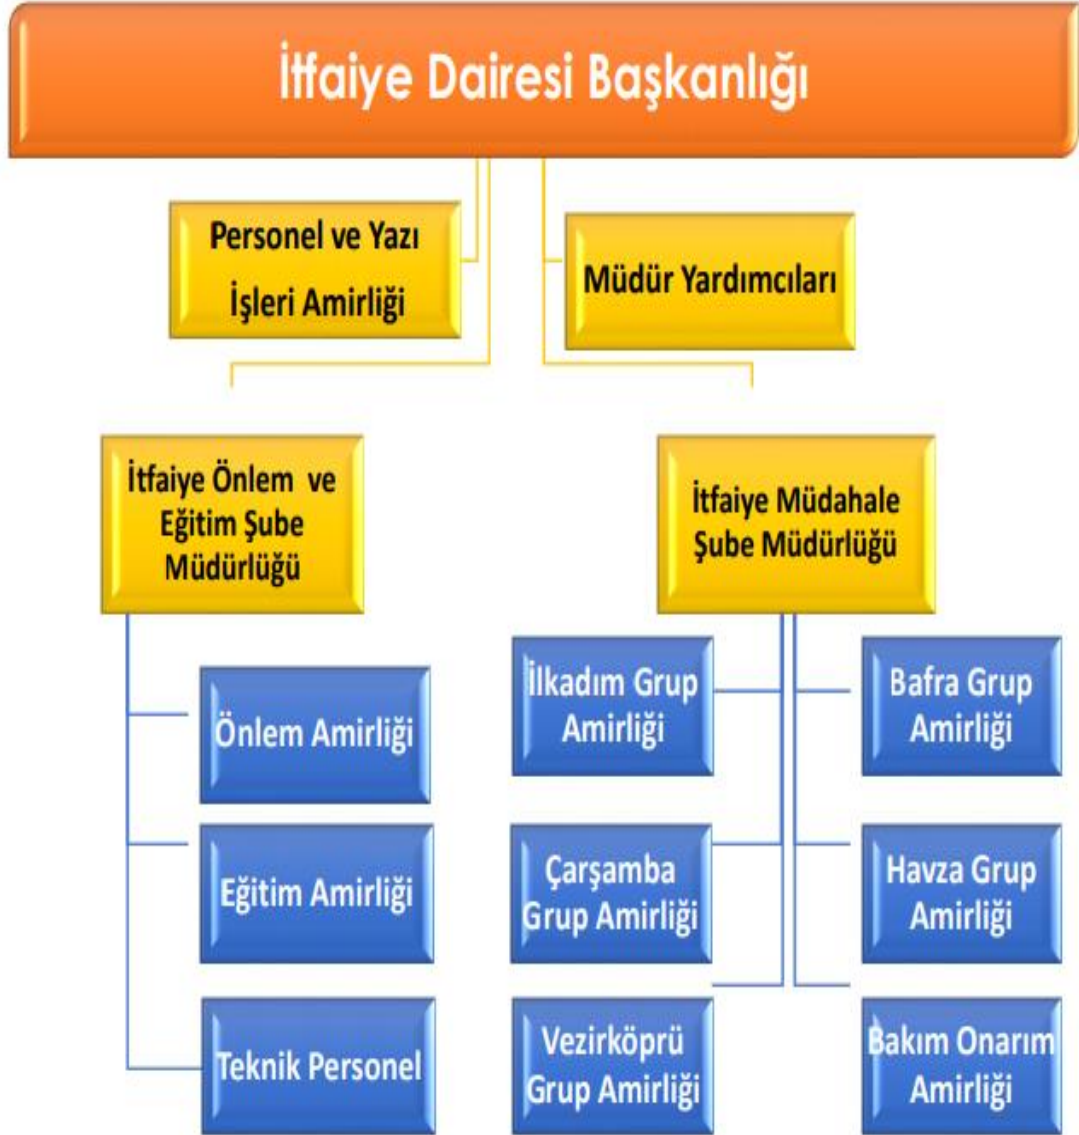 İtfaiye Dairesi Başkanlığı
Personel ve Yazı
İşleri Amirliği
Müdür Yardımcıları
İtfaiye Önlem ve
Eğitim Şube
Müdürlüğü
İtfaiye Müdahale
Şube Müdürlüğü
Önlem Amirliği
Eğitim Amirliği
Teknik Personel
İlkadım Grup
Amirliği
Bafra Grup
Amirliği
Çarşamba
Grup Amirliği
Havza Grup
Amirliği
Vezirköprü
Grup Amirliği
Bakım Onarım
Amirliği